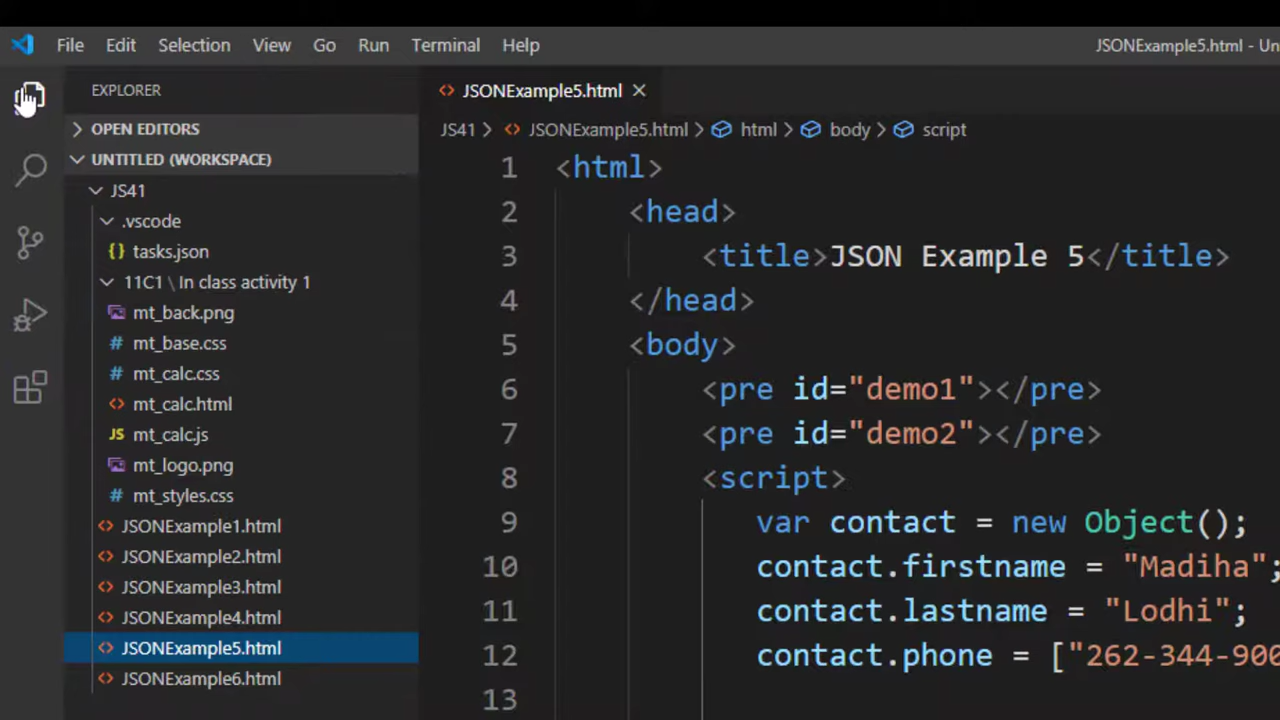 File Edit Selection View Go Run Terminal Help JSONExample5.html - Un
EXPLORER
OPEN EDITORS
UNTITLED (WORKSPACE)
JS41
.vscode
{} tasks.json
11C1 \ In class activity 1
mt_back.png
# mt_base.css
# mt_calc.css
<> mt_calc.html
JS mt_calc.js
mt_logo.png
# mt_styles.css
<> JSONExample1.html
<> JSONExample2.html
<> JSONExample3.html
<> JSONExample4.html
<> JSONExample5.html
<> JSONExample6.html
<> JSONExample5.html ×
JS41 > <> JSONExample5.html > html > body > script
1 <html>
2 <head>
3 <title>JSON Example 5</title>
4 </head>
5 <body>
6 <pre id="demo1"></pre>
7 <pre id="demo2"></pre>
8 <script>
9 var contact = new Object();
10 contact.firstname = "Madiha";
11 contact.lastname = "Lodhi";
12 contact.phone = ["262-344-900
13